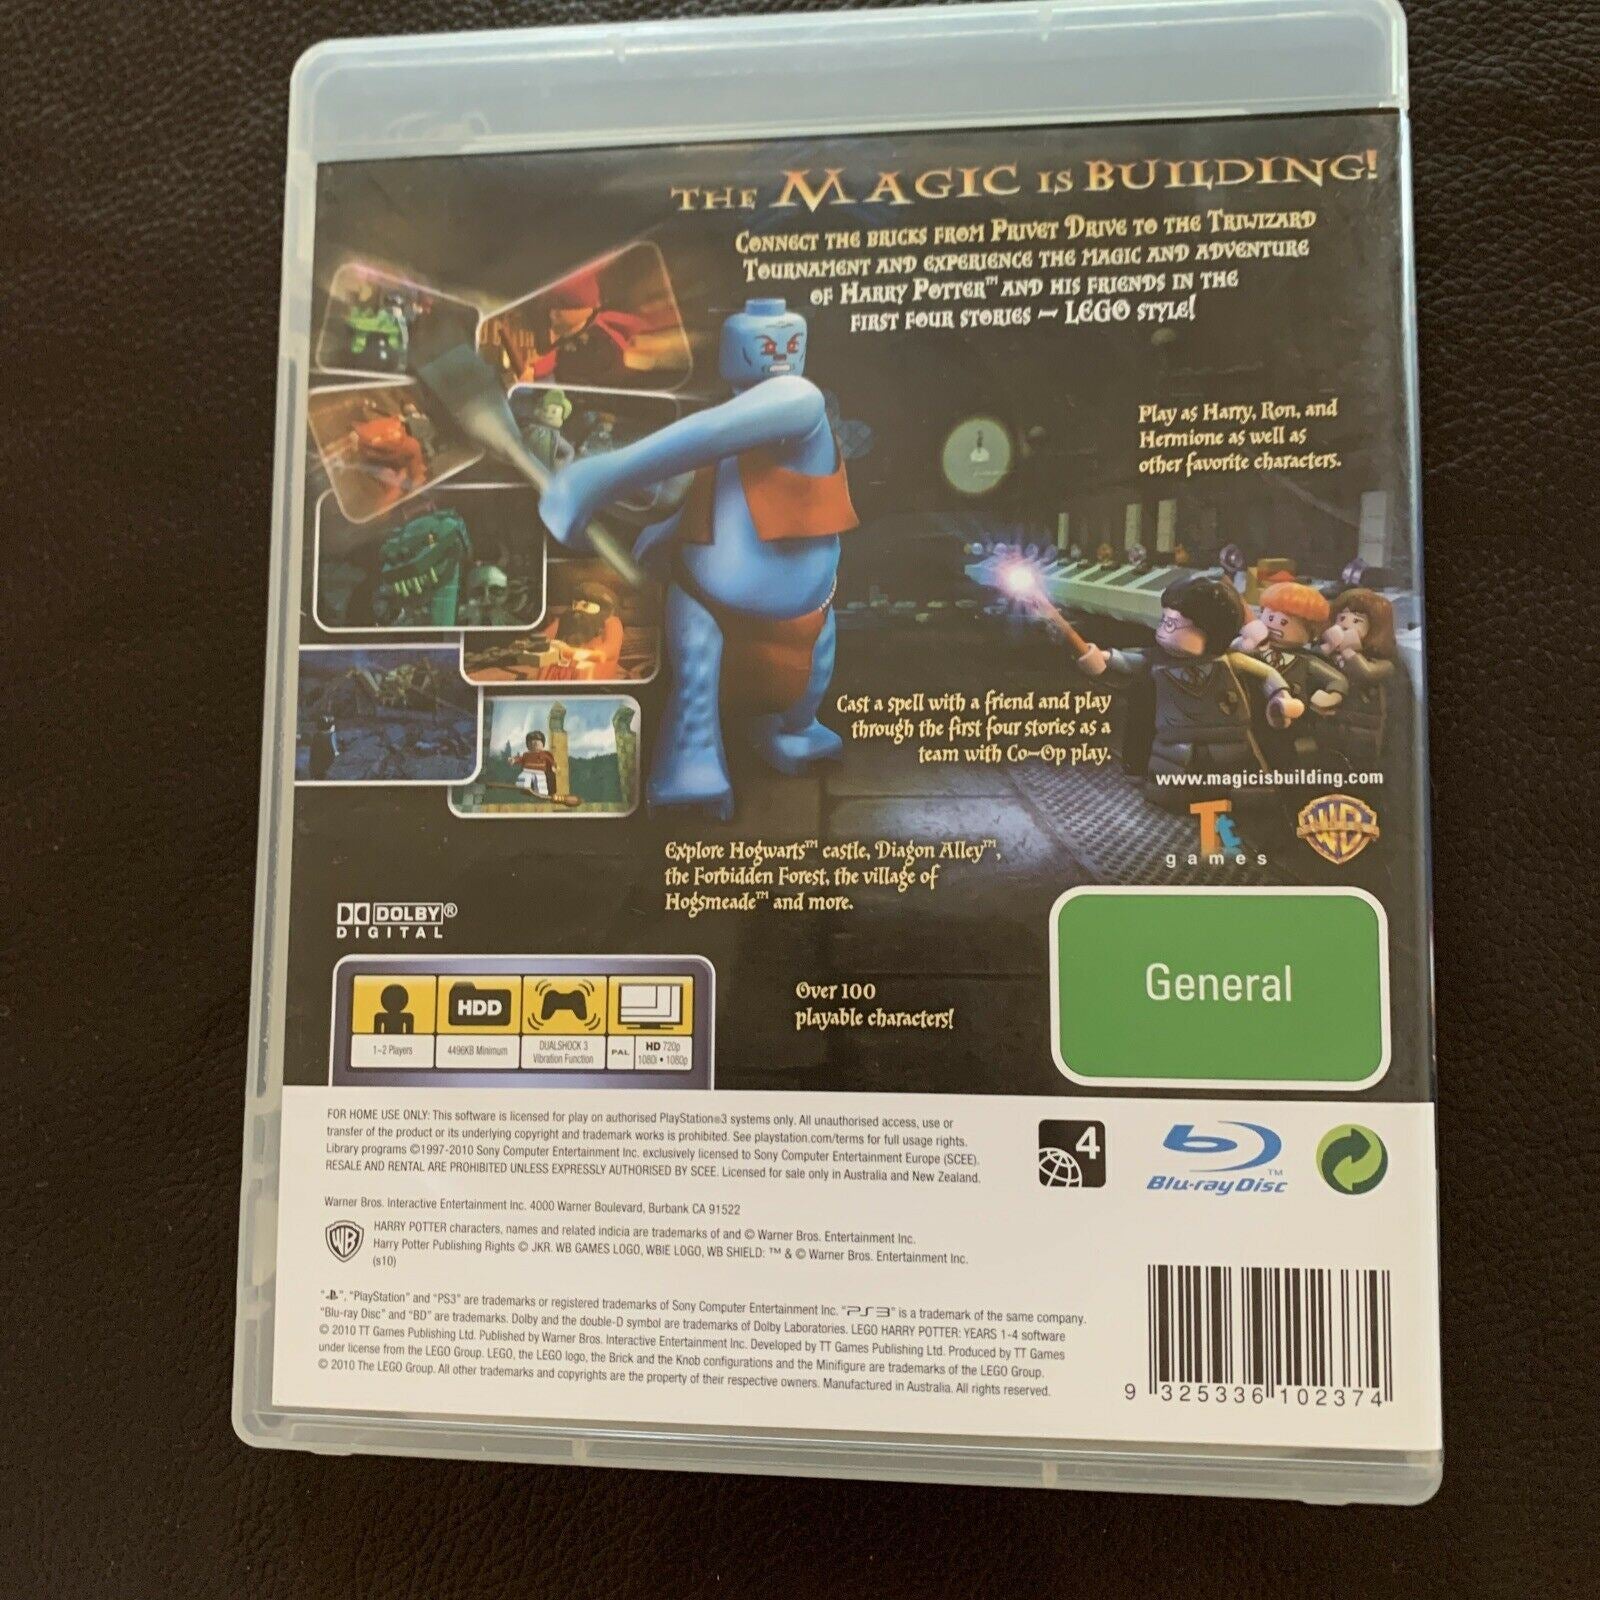 THE MAGIC IS BUILDING!
CONNECT THE BRICKS FROM PRIVET DRIVE TO THE TRIWIZARD
TOURNAMENT AND EXPERIENCE THE MAGIC AND ADVENTURE
OF HARRY POTTER™ AND HIS FRIENDS IN THE
FIRST FOUR STORIES — LEGO STYLE!
Play as Harry, Ron, and
Hermione as well as
other favorite characters.
Cast a spell with a friend and play
through the first four stories as a
team with Co-Op play.
www.magicisbuilding.com
Tt
games
WB
Explore Hogwarts™ castle, Diagon Alley™,
the Forbidden Forest, the village of
Hogsmeade™ and more.
DOLBY®
DIGITAL
Over 100
playable characters!
General
HDD
1-2 Players
4496KB Minimum
DUALSHOCK 3
Vibration Function
PAL
HD 720p
1080i • 1080p
FOR HOME USE ONLY: This software is licensed for play on authorised PlayStation®3 systems only. All unauthorised access, use or
transfer of the product or its underlying copyright and trademark works is prohibited. See playstation.com/terms for full usage rights.
Library programs ©1997-2010 Sony Computer Entertainment Inc. exclusively licensed to Sony Computer Entertainment Europe (SCEE).
RESALE AND RENTAL ARE PROHIBITED UNLESS EXPRESSLY AUTHORISED BY SCEE. Licensed for sale only in Australia and New Zealand.
4
Blu-ray Disc™
Warner Bros. Interactive Entertainment Inc. 4000 Warner Boulevard, Burbank CA 91522
WB
HARRY POTTER characters, names and related indicia are trademarks of and © Warner Bros. Entertainment Inc.
Harry Potter Publishing Rights © JKR. WB GAMES LOGO, WBIE LOGO, WB SHIELD: ™ & © Warner Bros. Entertainment Inc.
(s10)
"", "PlayStation" and "PS3" are trademarks or registered trademarks of Sony Computer Entertainment Inc. "PS3" is a trademark of the same company.
"Blu-ray Disc" and "BD" are trademarks. Dolby and the double-D symbol are trademarks of Dolby Laboratories. LEGO HARRY POTTER: YEARS 1-4 software
© 2010 TT Games Publishing Ltd. Published by Warner Bros. Interactive Entertainment Inc. Developed by TT Games Publishing Ltd. Produced by TT Games
under license from the LEGO Group. LEGO, the LEGO logo, the Brick and the Knob configurations and the Minifigure are trademarks of the LEGO Group.
© 2010 The LEGO Group. All other trademarks and copyrights are the property of their respective owners. Manufactured in Australia. All rights reserved.
9 325336 102374